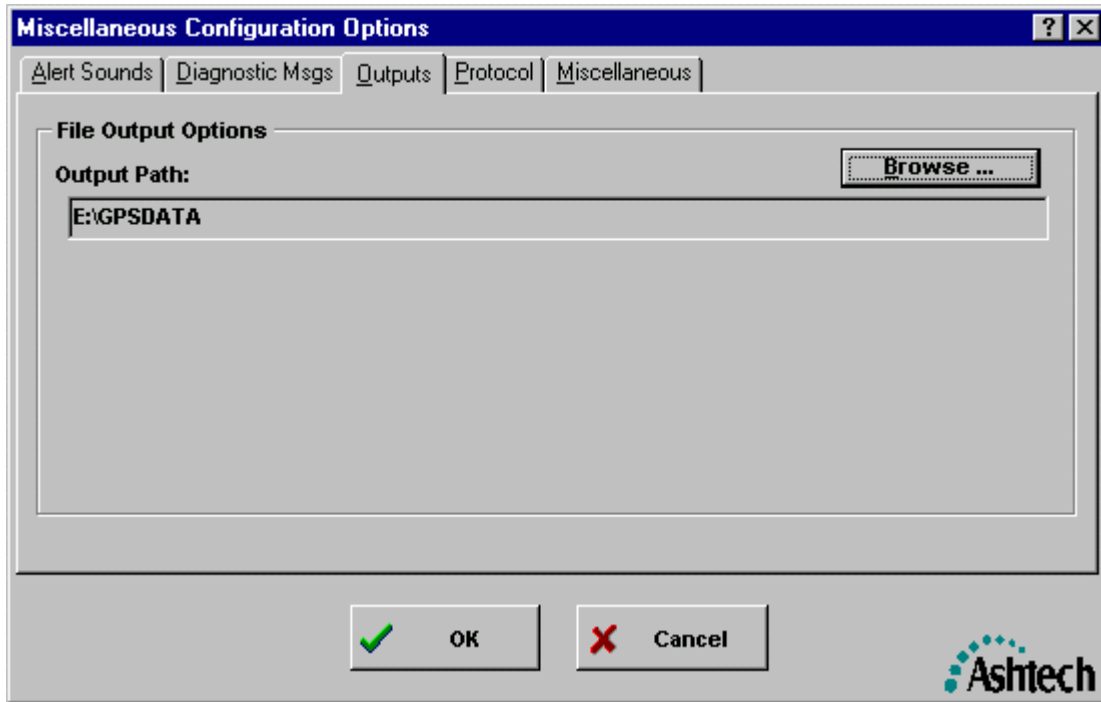 Miscellaneous Configuration Options
Alert Sounds Diagnostic Msgs Outputs Protocol Miscellaneous
File Output Options
Browse ...
Output Path:
E:\GPSDATA
OK Cancel
Ashtech